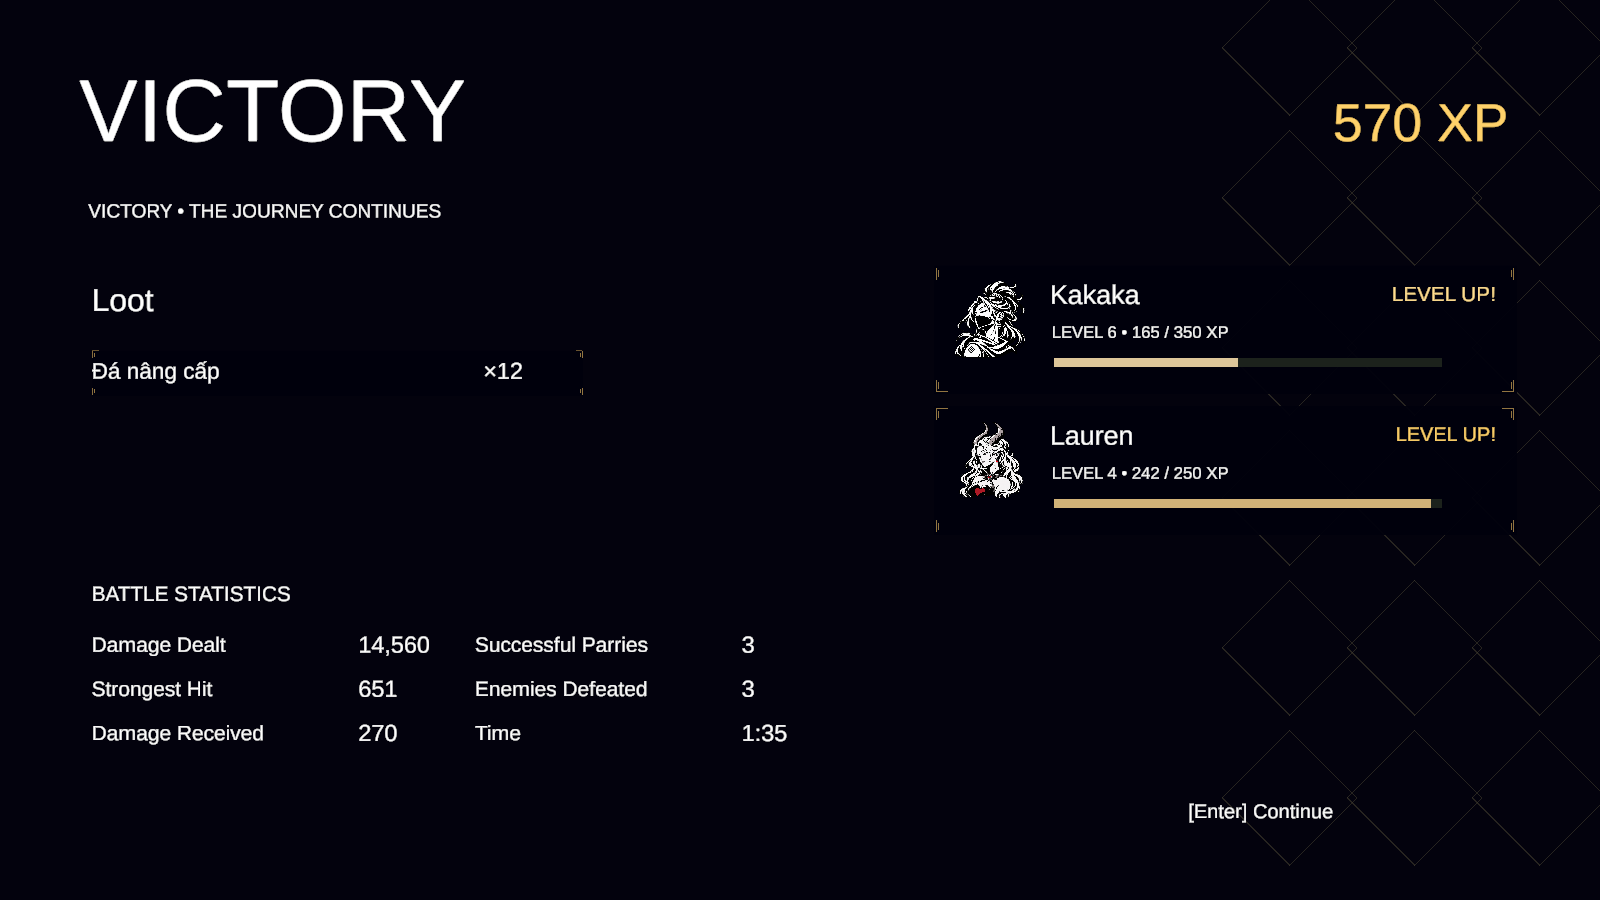 VICTORY
570 XP
VICTORY • THE JOURNEY CONTINUES
Loot
Đá nâng cấp ×12
Kakaka LEVEL UP!
LEVEL 6 • 165 / 350 XP
Lauren LEVEL UP!
LEVEL 4 • 242 / 250 XP
BATTLE STATISTICS
Damage Dealt 14,560 Successful Parries 3
Strongest Hit 651 Enemies Defeated 3
Damage Received 270 Time 1:35
[Enter] Continue